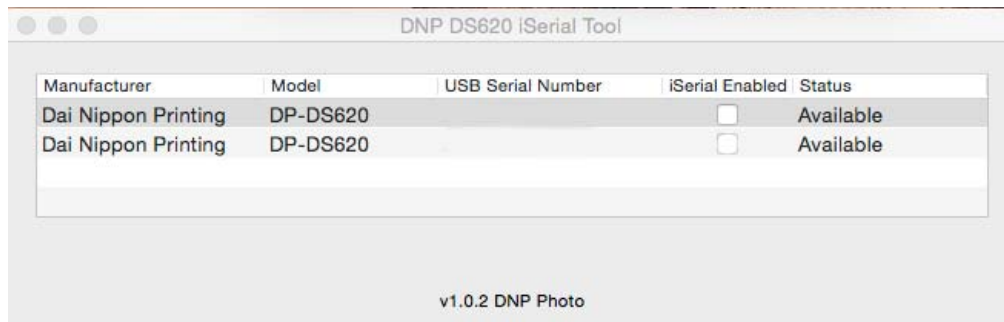 DNP DS620 iSerial Tool
Manufacturer Model USB Serial Number iSerial Enabled Status
Dai Nippon Printing DP-DS620 Available
Dai Nippon Printing DP-DS620 Available
v1.0.2 DNP Photo